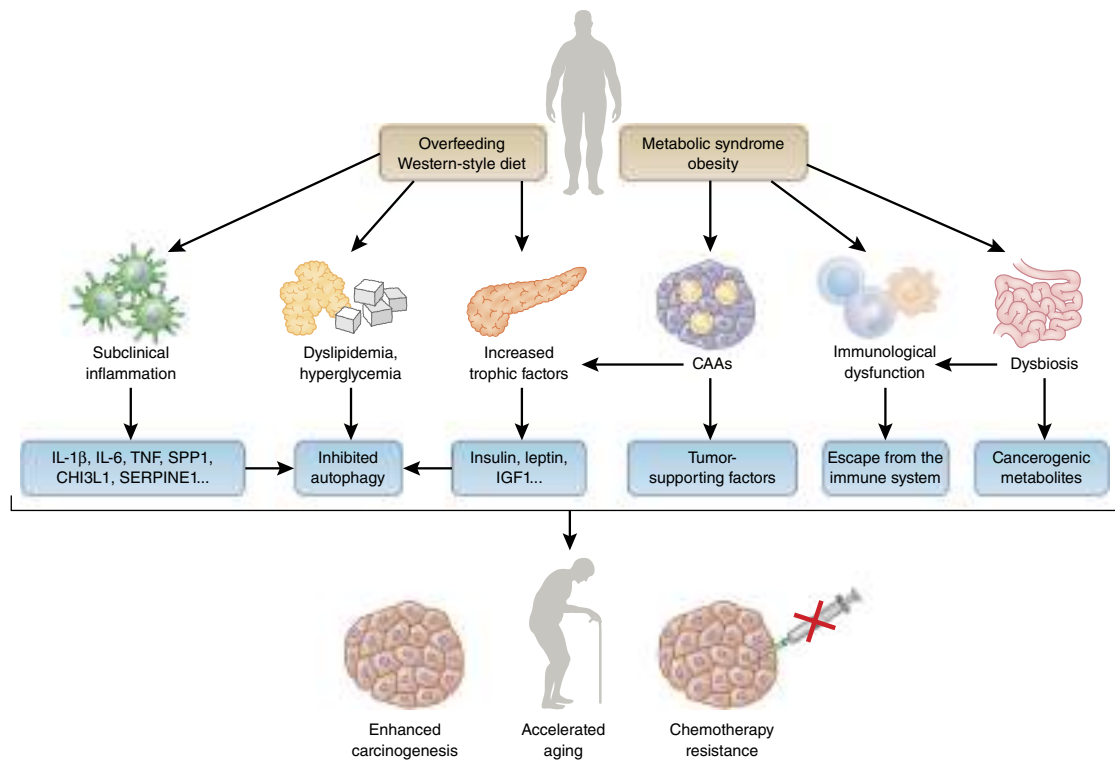 Overfeeding
Western-style diet
Metabolic syndrome
obesity
Subclinical
inflammation
Dyslipidemia,
hyperglycemia
Increased
trophic factors
CAAs
Immunological
dysfunction
Dysbiosis
IL-1β, IL-6, TNF, SPP1,
CHI3L1, SERPINE1...
Inhibited
autophagy
Insulin, leptin,
IGF1...
Tumor-
supporting factors
Escape from the
immune system
Cancerogenic
metabolites
Enhanced
carcinogenesis
Accelerated
aging
Chemotherapy
resistance